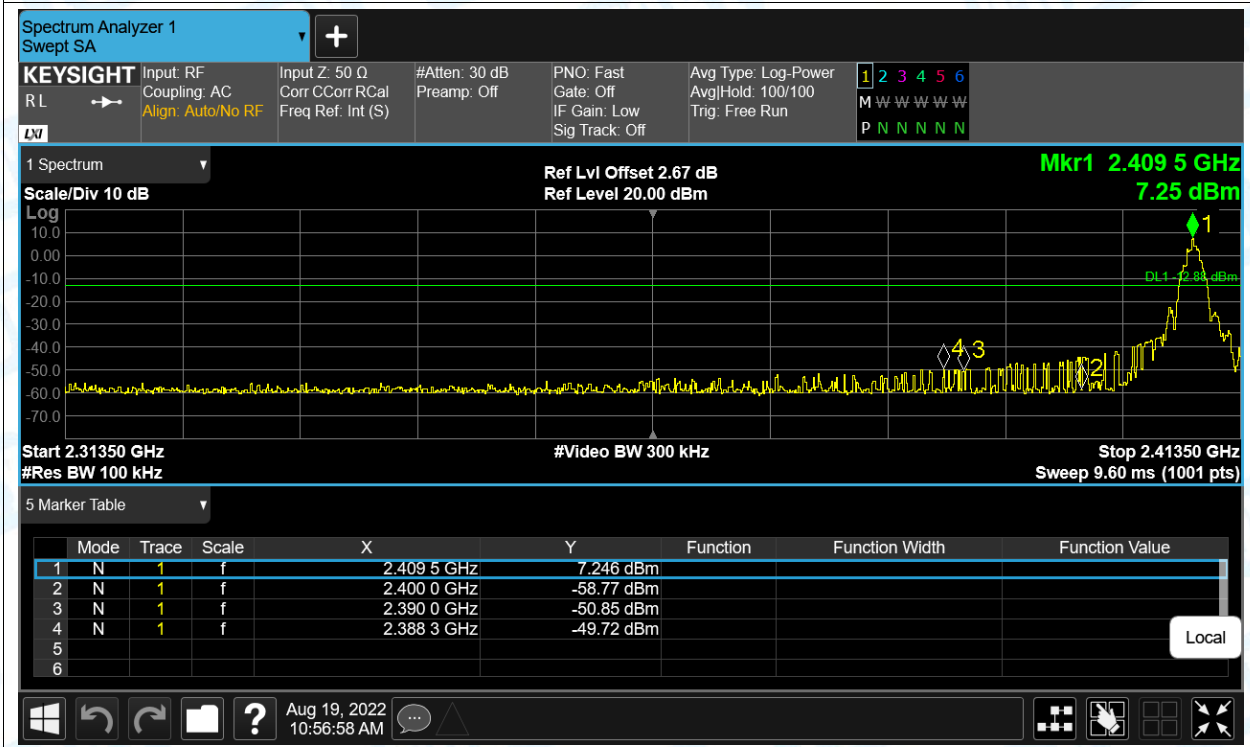 Spectrum Analyzer 1
Swept SA
KEYSIGHT
R L
LXI
Input: RF
Coupling: AC
Align: Auto/No RF
Input Z: 50 Ω
Corr CCorr RCal
Freq Ref: Int (S)
#Atten: 30 dB
Preamp: Off
PNO: Fast
Gate: Off
IF Gain: Low
Sig Track: Off
Avg Type: Log-Power
Avg|Hold: 100/100
Trig: Free Run
1 2 3 4 5 6
M W W W W W
P N N N N N
1 Spectrum
Scale/Div 10 dB
Ref Lvl Offset 2.67 dB
Ref Level 20.00 dBm
Mkr1 2.409 5 GHz
7.25 dBm
Log
10.0
0.00
-10.0
-20.0
-30.0
-40.0
-50.0
-60.0
-70.0
1
DL1 -12.88 dBm
4 3
2
Start 2.31350 GHz
#Res BW 100 kHz
#Video BW 300 kHz
Stop 2.41350 GHz
Sweep 9.60 ms (1001 pts)
5 Marker Table
Mode Trace Scale X Y Function Function Width Function Value
1 N 1 f 2.409 5 GHz 7.246 dBm
2 N 1 f 2.400 0 GHz -58.77 dBm
3 N 1 f 2.390 0 GHz -50.85 dBm
4 N 1 f 2.388 3 GHz -49.72 dBm
5
6
Local
?
Aug 19, 2022
10:56:58 AM